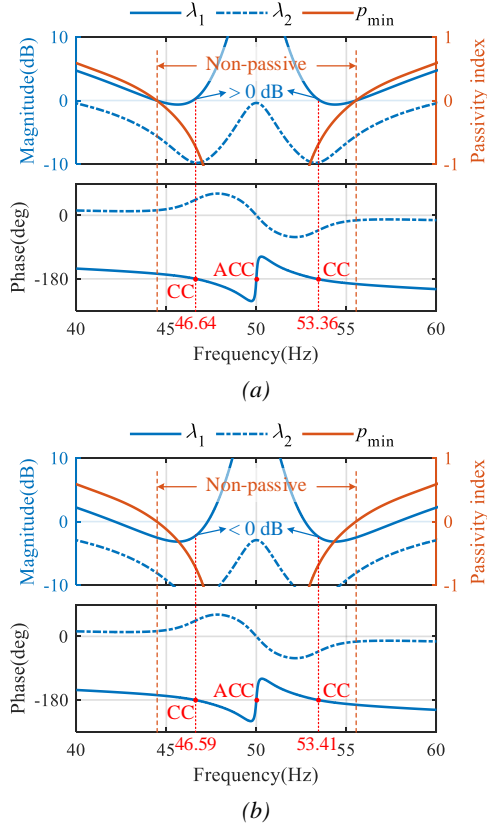 λ1 λ2 pmin
10
0
-10
Magnitude(dB)
Non-passive
> 0 dB
1
0
-1
Passivity index
0
-180
Phase(deg)
ACC
CC
CC
46.64
53.36
40 45 50 55 60
Frequency(Hz)
(a)
λ1 λ2 pmin
10
0
-10
Magnitude(dB)
Non-passive
< 0 dB
1
0
-1
Passivity index
0
-180
Phase(deg)
ACC
CC
CC
46.59
53.41
40 45 50 55 60
Frequency(Hz)
(b)